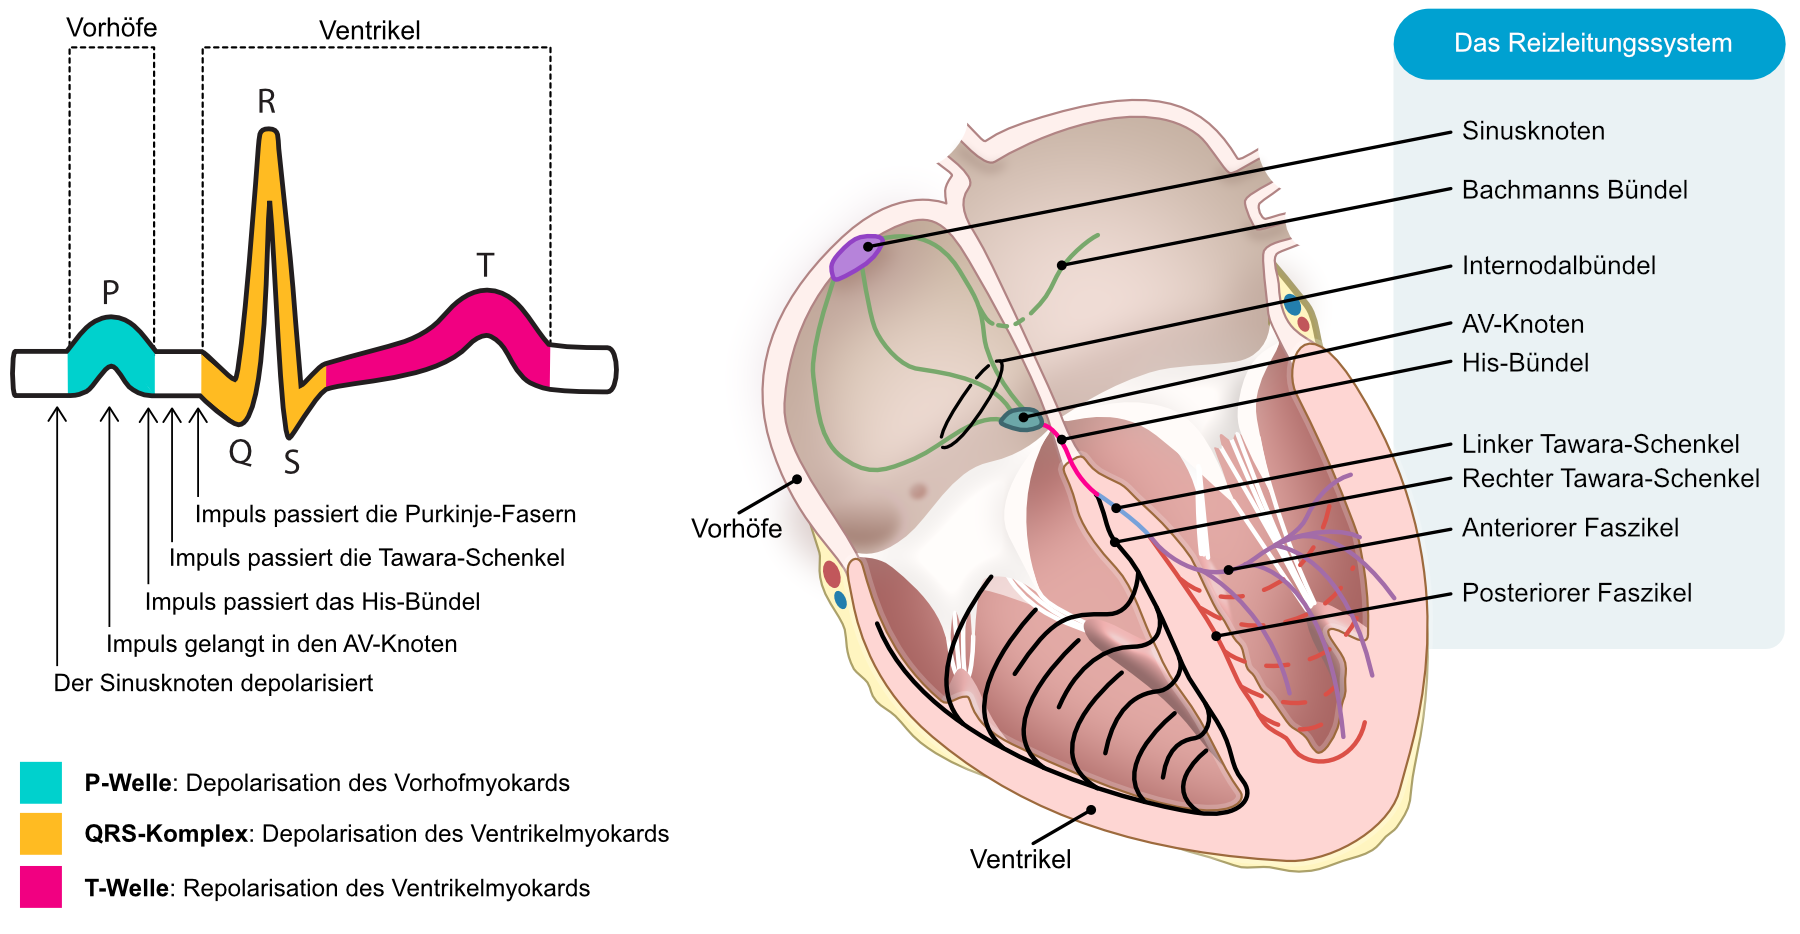 Vorhöfe
Ventrikel
R
P
T
Q
S
Impuls passiert die Purkinje-Fasern
Impuls passiert die Tawara-Schenkel
Impuls passiert das His-Bündel
Impuls gelangt in den AV-Knoten
Der Sinusknoten depolarisiert
P-Welle: Depolarisation des Vorhofmyokards
QRS-Komplex: Depolarisation des Ventrikelmyokards
T-Welle: Repolarisation des Ventrikelmyokards
Das Reizleitungssystem
Sinusknoten
Bachmanns Bündel
Internodalbündel
AV-Knoten
His-Bündel
Linker Tawara-Schenkel
Rechter Tawara-Schenkel
Anteriorer Faszikel
Posteriorer Faszikel
Vorhöfe
Ventrikel